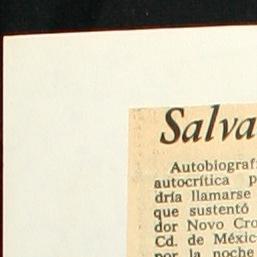 Salva
Autobiograf
autocrítica p
dría llamarse
que sustentó
dor Novo Cro
Cd. de Méxic
por la noche